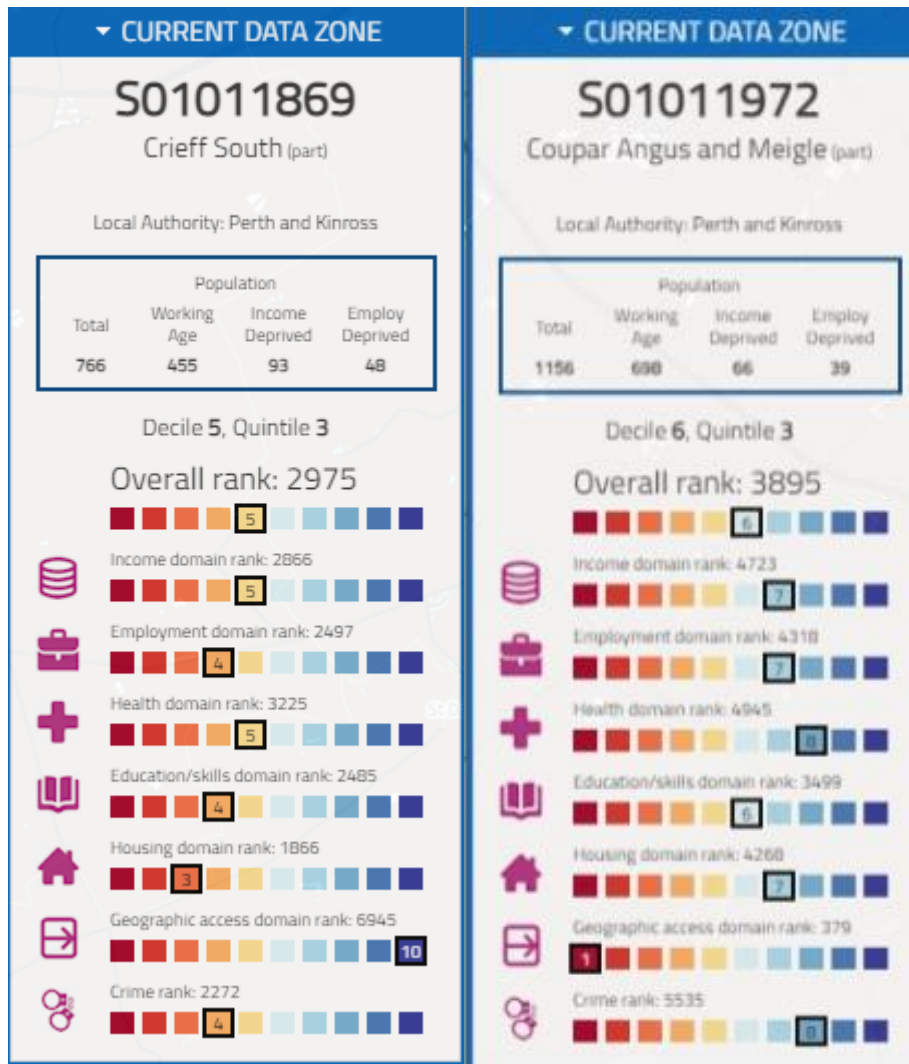 CURRENT DATA ZONE
S01011869
Crieff South (part)
Local Authority: Perth and Kinross
Population
Total Working Age Income Deprived Employ Deprived
766 455 93 48
Decile 5, Quintile 3
Overall rank: 2975
5
Income domain rank: 2866
5
Employment domain rank: 2497
4
Health domain rank: 3225
5
Education/skills domain rank: 2485
4
Housing domain rank: 1866
3
Geographic access domain rank: 6945
10
Crime rank: 2272
4
CURRENT DATA ZONE
S01011972
Coupar Angus and Meigle (part)
Local Authority: Perth and Kinross
Population
Total Working Age Income Deprived Employ Deprived
1156 66 39
Decile 6, Quintile 3
Overall rank: 3895
6
Income domain rank: 4723
7
Employment domain rank: 4318
7
Health domain rank: 4945
8
Education/skills domain rank: 3499
6
Housing domain rank: 4268
7
Geographic access domain rank: 379
1
Crime rank: 5535
8